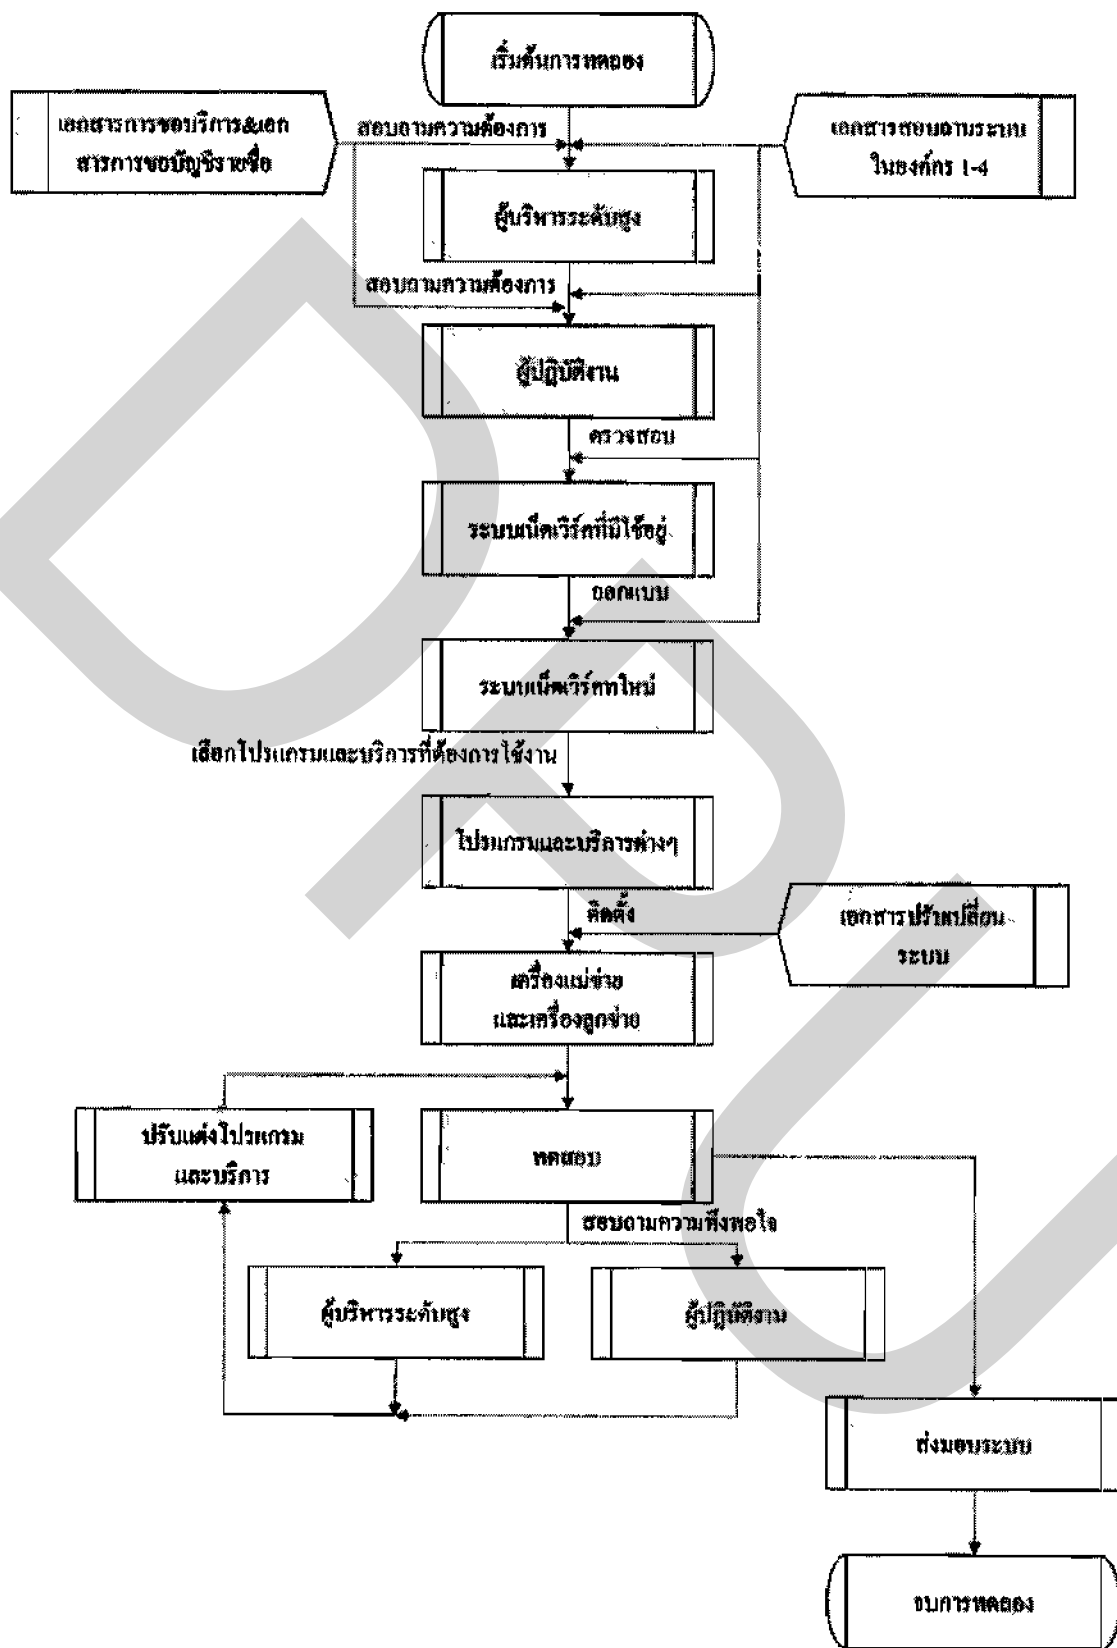 เริ่มต้นการทดลอง
เอกสารการขอบริการ&เอก
สารการขอบัญชีรายชื่อ
สอบถามความต้องการ
เอกสารสอบถามระบบ
ในองค์กร 1-4
ผู้บริหารระดับสูง
สอบถามความต้องการ
ผู้ปฏิบัติงาน
ตรวจสอบ
ระบบเน็ตเวิร์คที่มีใช้อยู่
ออกแบบ
ระบบเน็ตเวิร์คทใหม่
เลือกโปรแกรมและบริการที่ต้องการใช้งาน
โปรแกรมและบริการต่างๆ
ติดตั้ง
เอกสารปรับเปลี่ยน
ระบบ
เครื่องแม่ข่าย
และเครื่องลูกข่าย
ปรับแต่งโปรแกรม
และบริการ
ทดสอบ
สอบถามความพึงพอใจ
ผู้บริหารระดับสูง
ผู้ปฏิบัติงาน
ส่งมอบระบบ
จบการทดลอง